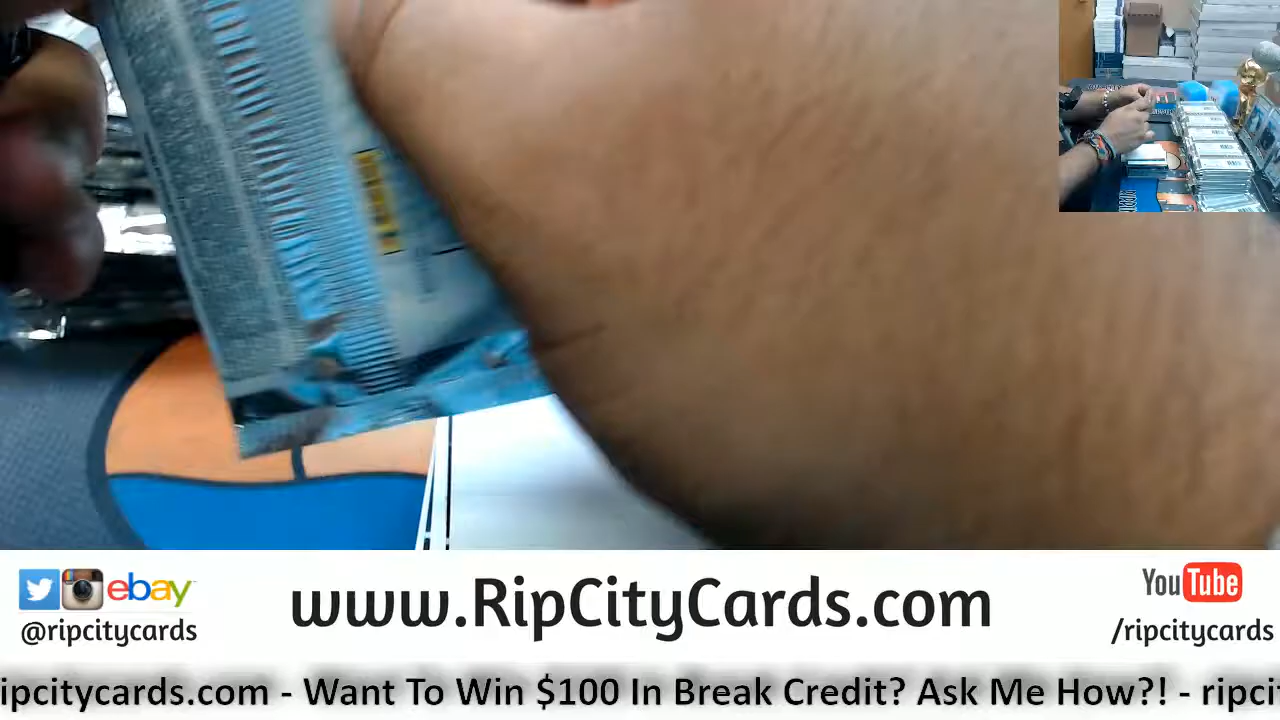 www.RipCityCards.com
ebay
@ripcitycards
YouTube
/ripcitycards
ipcitycards.com - Want To Win $100 In Break Credit? Ask Me How?! - ripcit